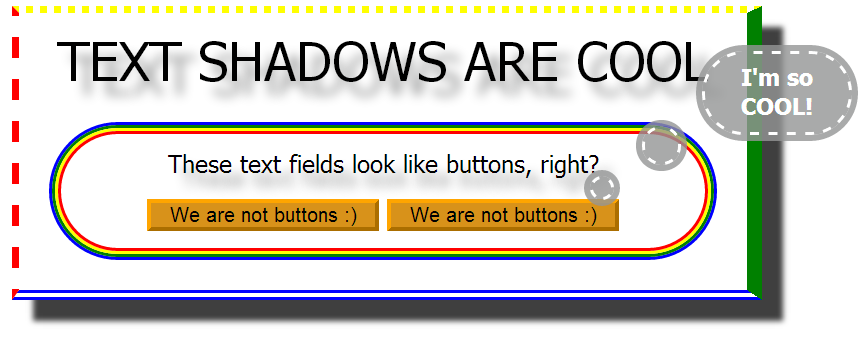 TEXT SHADOWS ARE COOL
I'm so
COOL!
These text fields look like buttons, right?
We are not buttons :)
We are not buttons :)